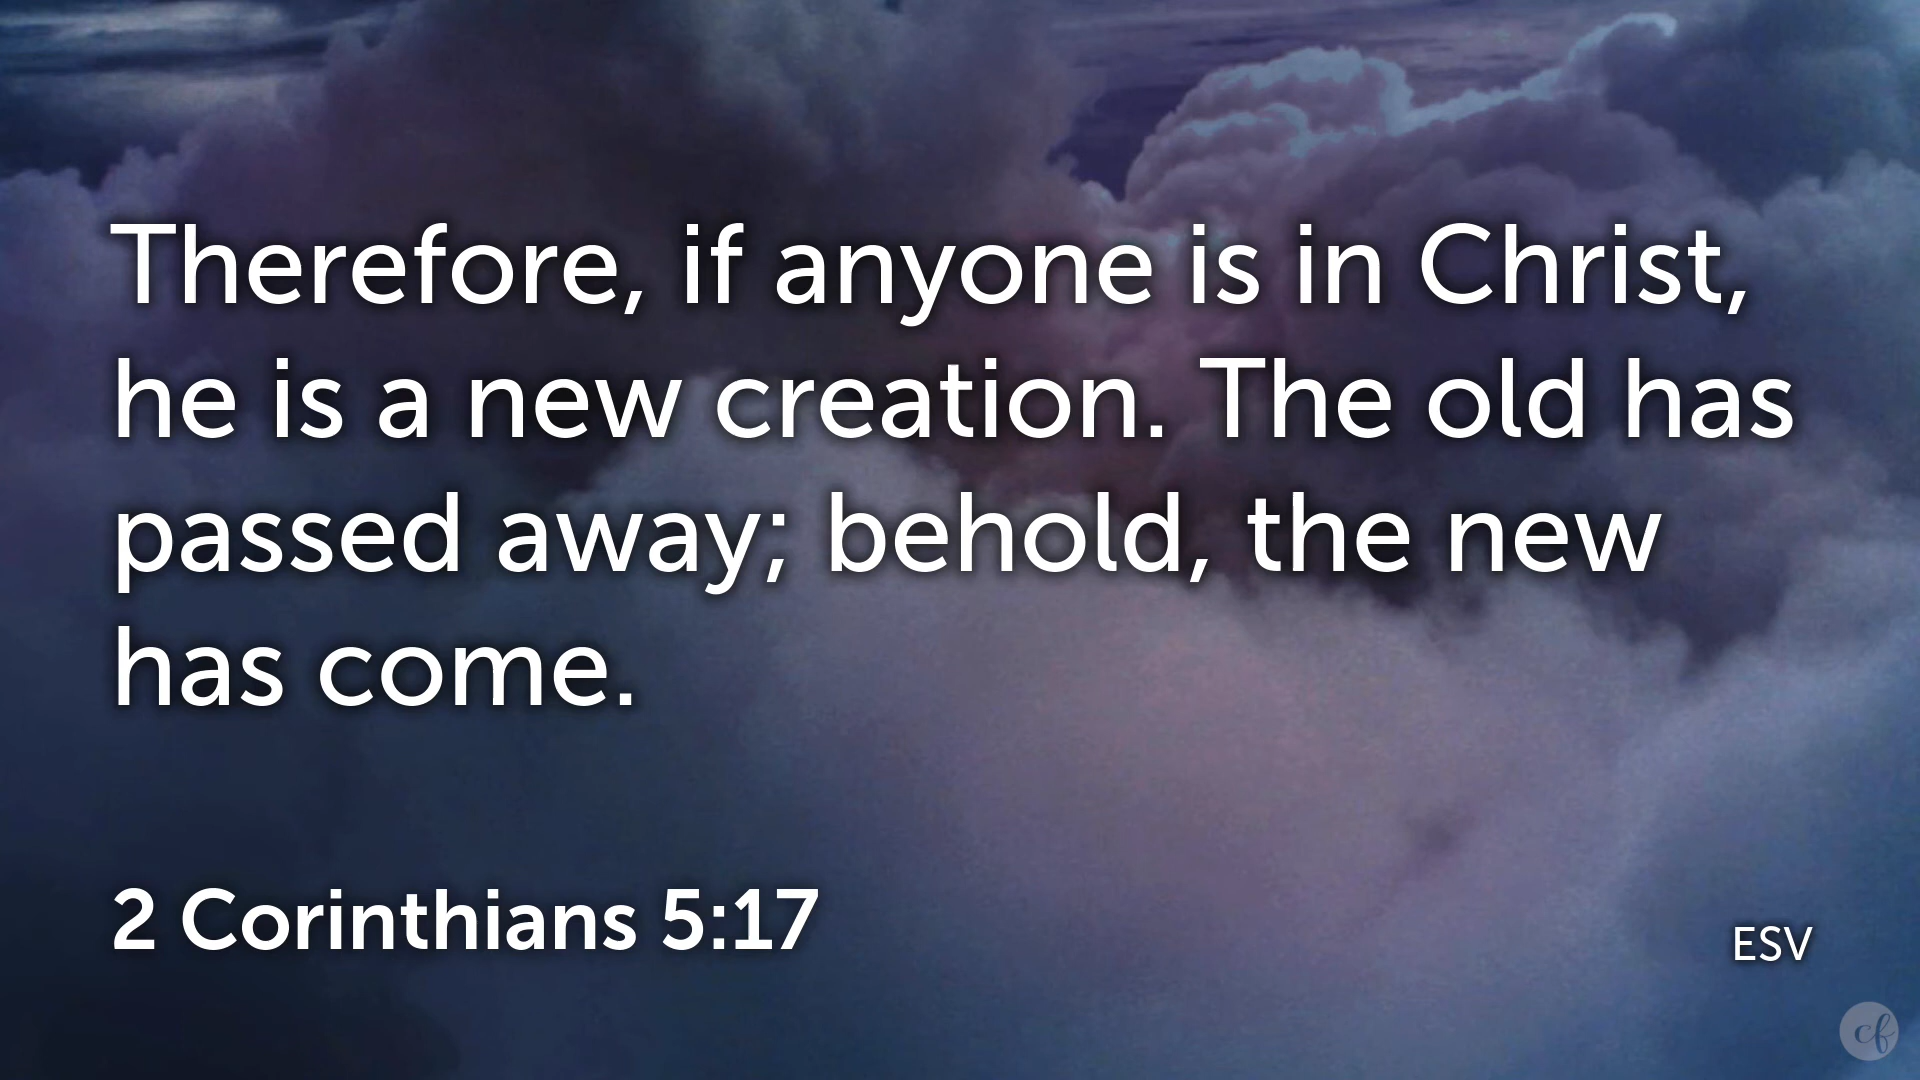 Therefore, if anyone is in Christ,
he is a new creation. The old has
passed away; behold, the new
has come.
2 Corinthians 5:17
ESV
cf